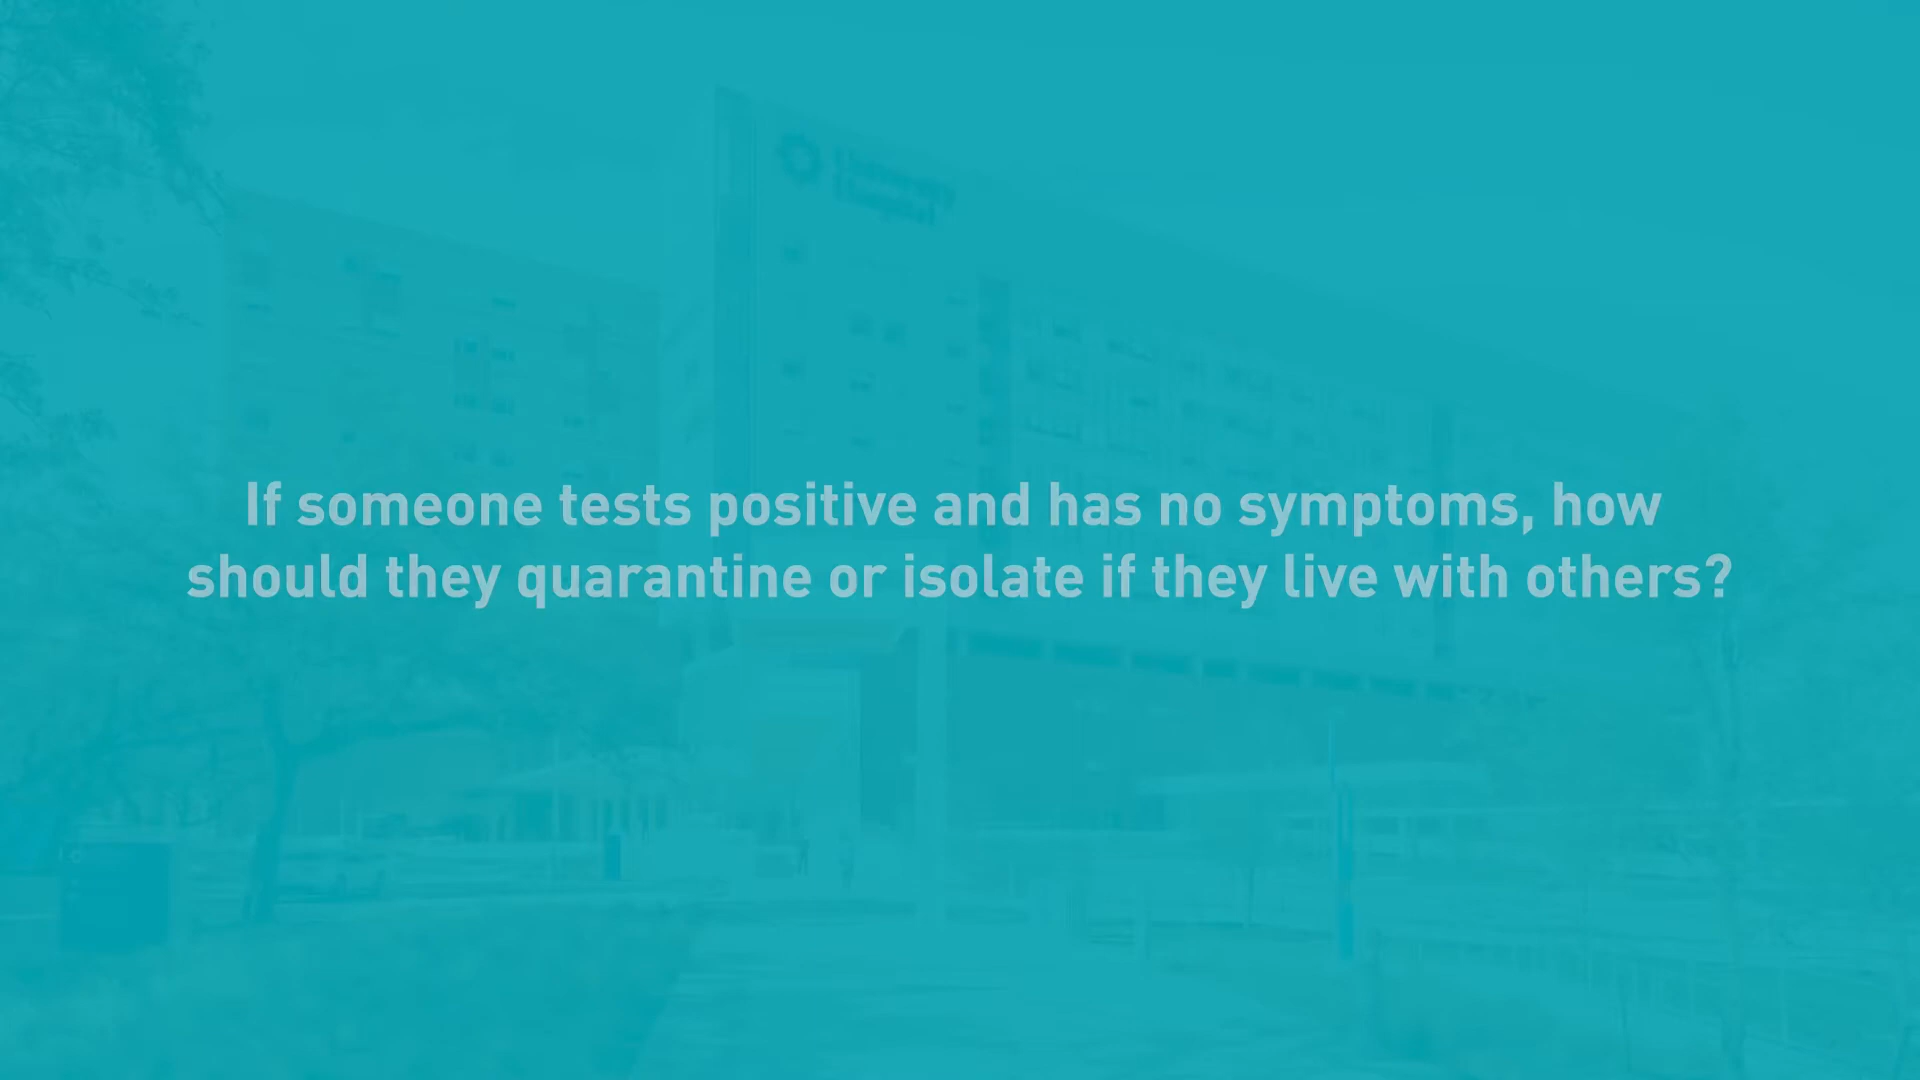 University
If someone tests positive and has no symptoms, how
should they quarantine or isolate if they live with others?